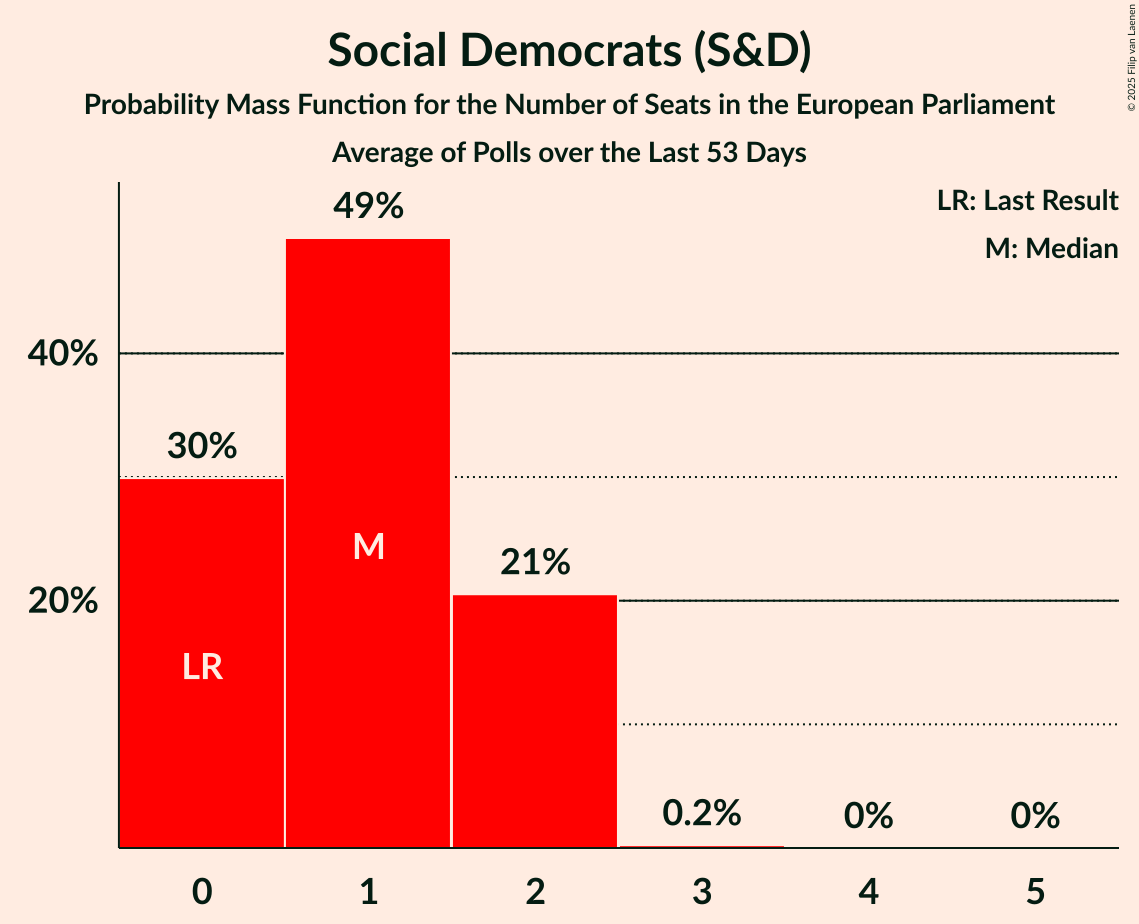 Social Democrats (S&D)
Probability Mass Function for the Number of Seats in the European Parliament
Average of Polls over the Last 53 Days
© 2025 Filip van Laenen
LR: Last Result
M: Median
49%
40%
30%
M
21%
20%
LR
0.2%
0%
0%
0
1
2
3
4
5